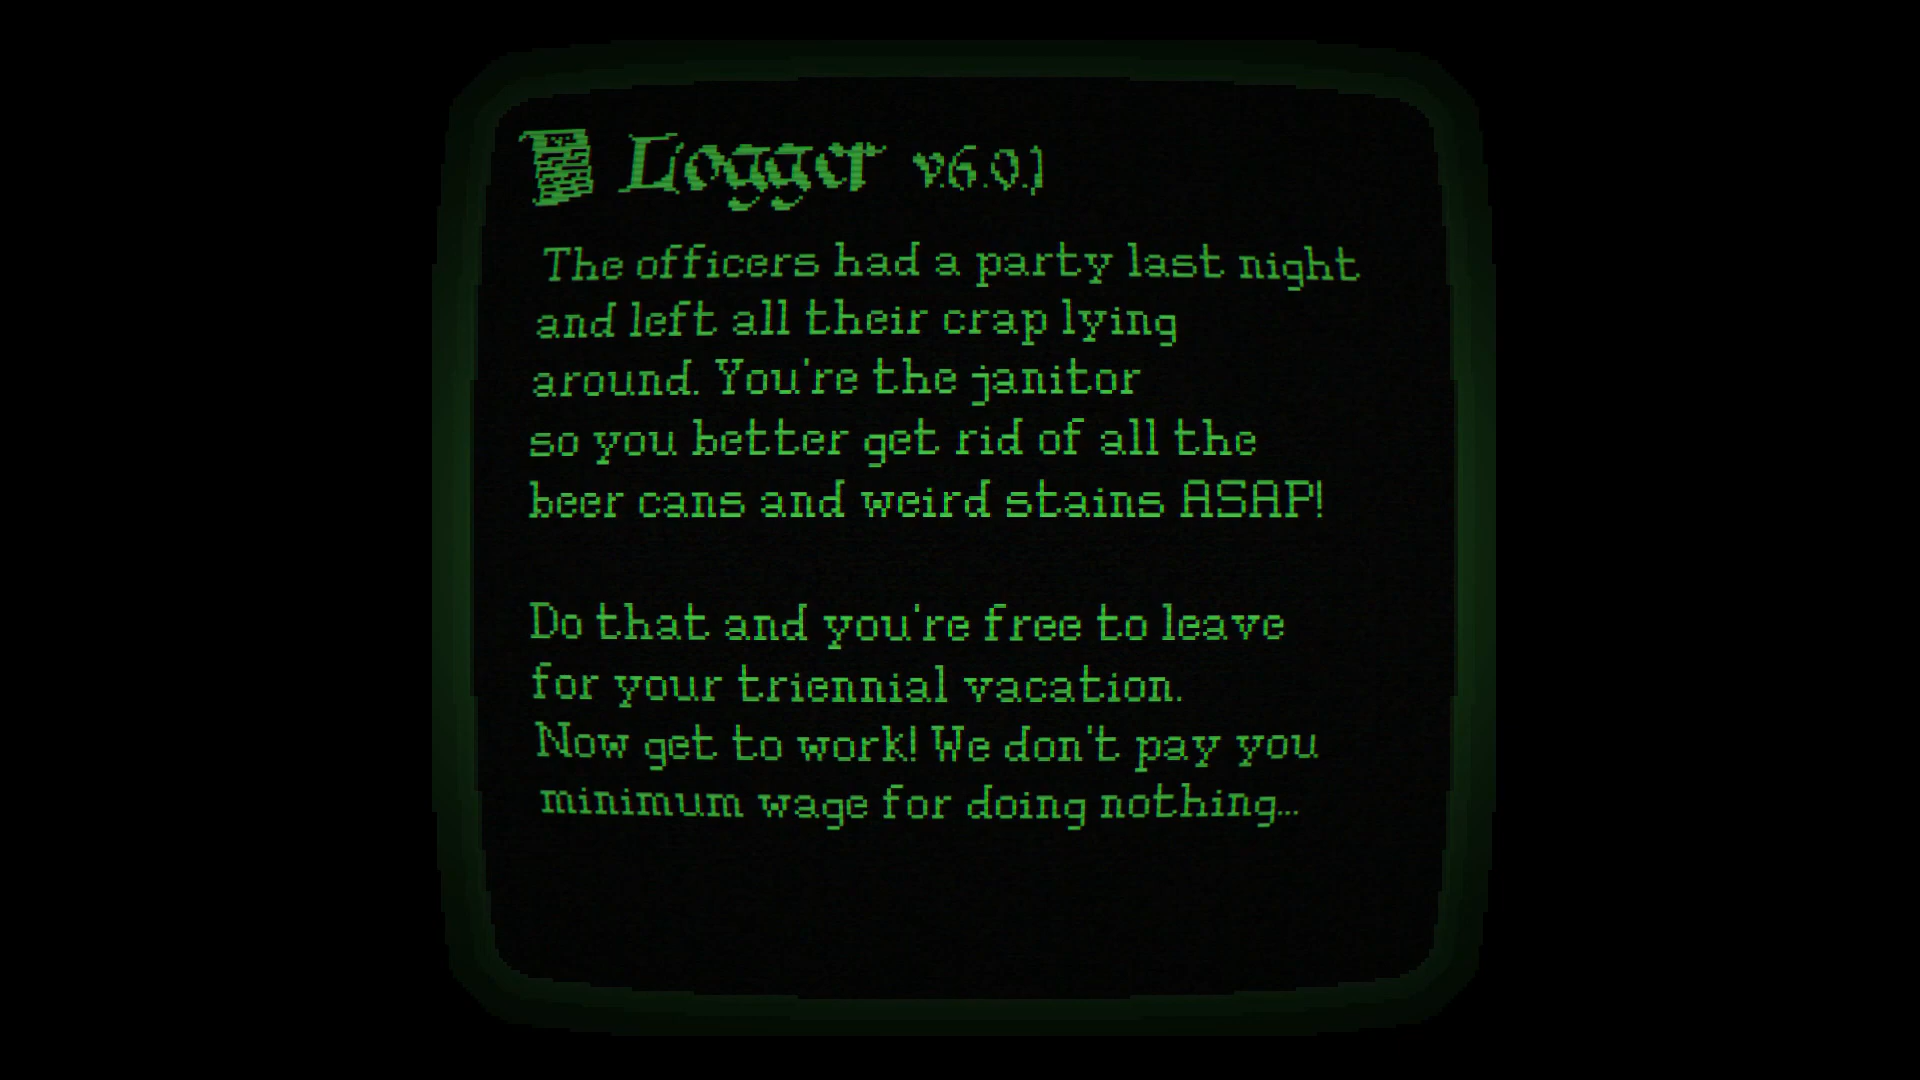 Logger v.6.0.1
The officers had a party last night
and left all their crap lying
around. You're the janitor
so you better get rid of all the
beer cans and weird stains ASAP!
Do that and you're free to leave
for your triennial vacation.
Now get to work! We don't pay you
minimum wage for doing nothing...